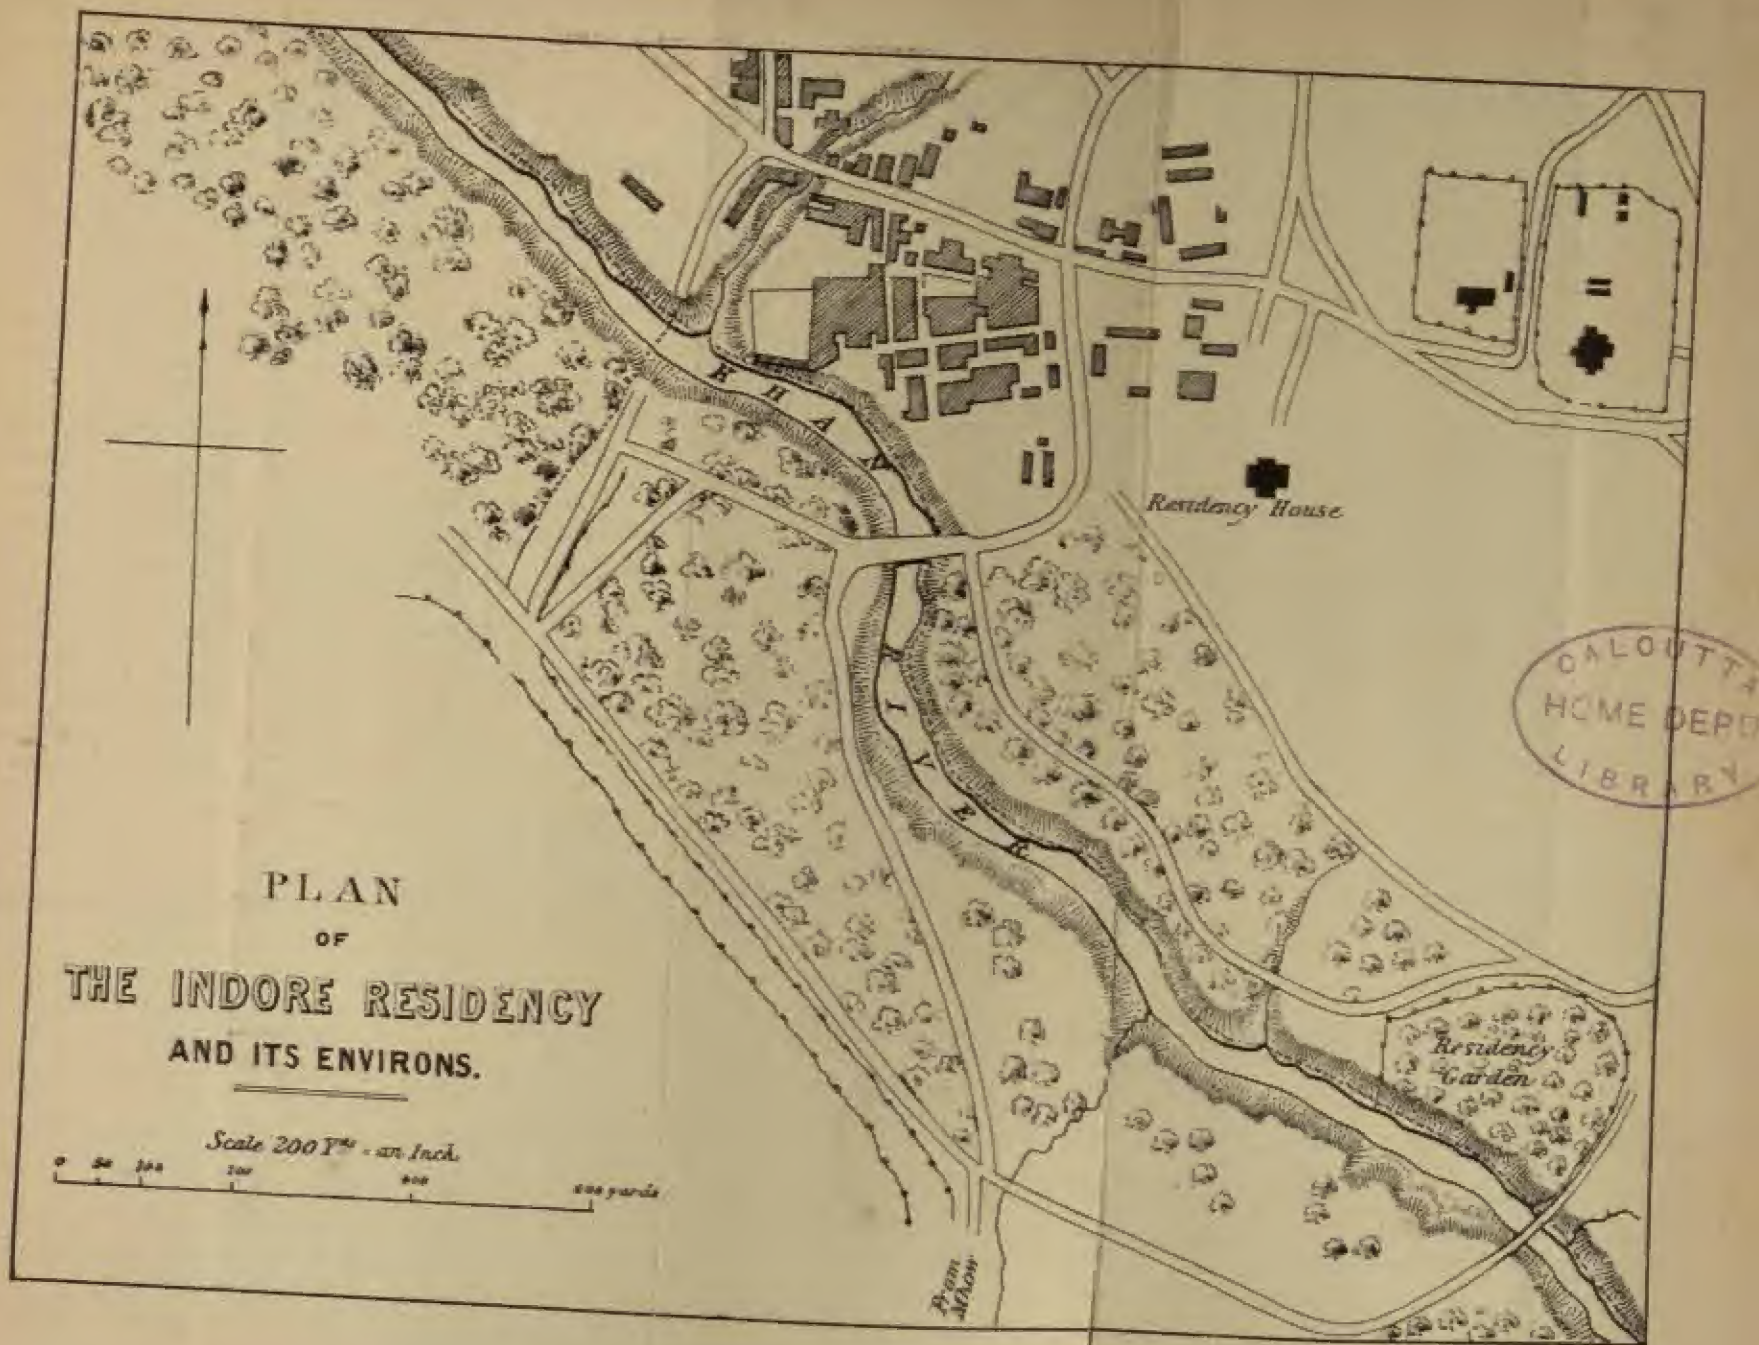 KHAN
RIVER
Residency House
Residency
Garden
From
Mhow
PLAN
OF
THE INDORE RESIDENCY
AND ITS ENVIRONS.
Scale 200 Yds = an Inch.
0 50 100 200 400 600 yards
CALCUTTA
HOME DEPT
LIBRARY